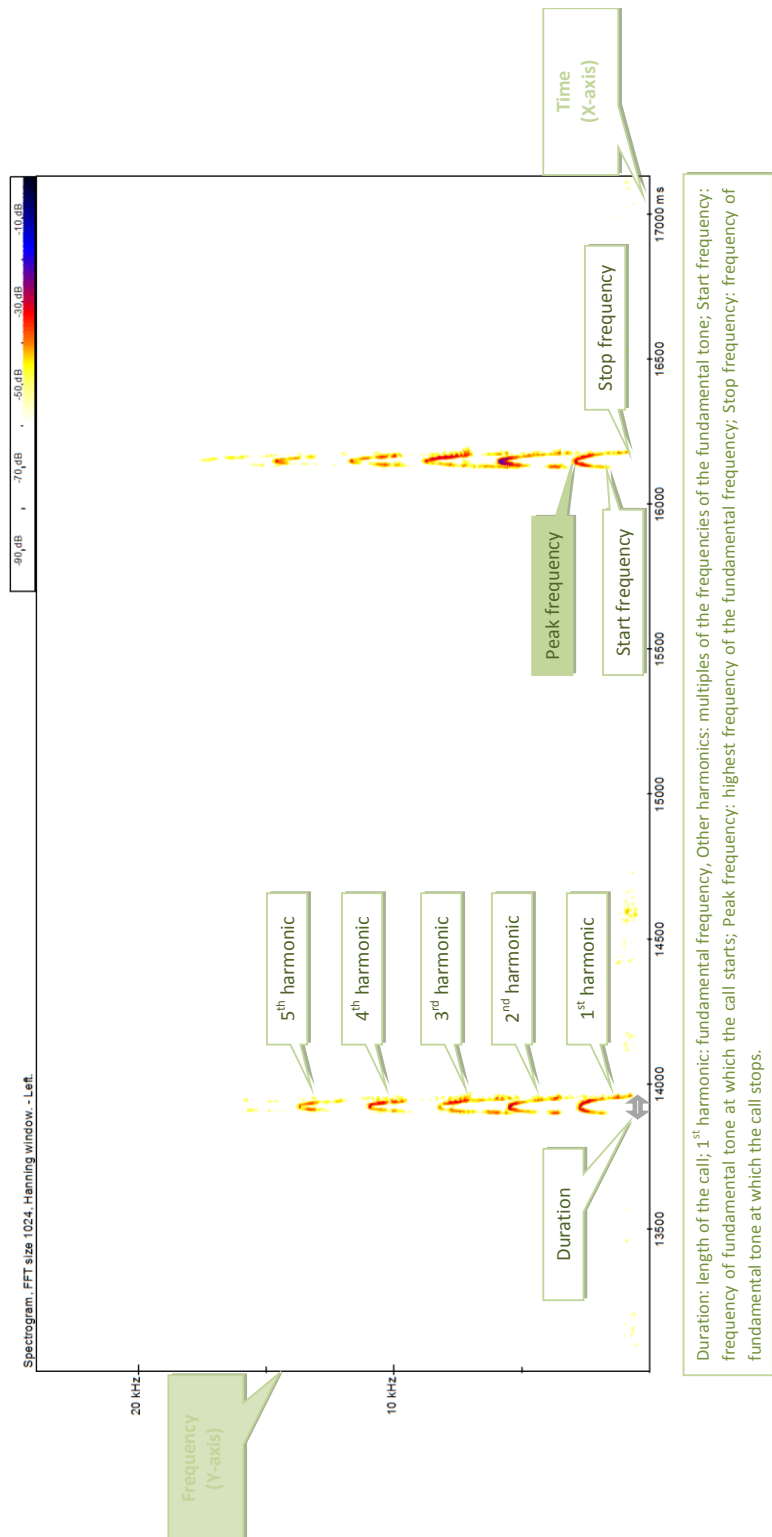 Spectrogram, FFT size 1024, Hanning window. - Left.
-90,dB - -70,dB -50,dB -30,dB -10,dB
Frequency
(Y-axis)
20 kHz
10 kHz
5th harmonic
4th harmonic
3rd harmonic
2nd harmonic
1st harmonic
Duration
Peak frequency
Start frequency
Stop frequency
Time
(X-axis)
13500 14000 14500 15000 15500 16000 16500 17000 ms
Duration: length of the call; 1st harmonic: fundamental frequency, Other harmonics: multiples of the frequencies of the fundamental tone; Start frequency:
frequency of fundamental tone at which the call starts; Peak frequency: highest frequency of the fundamental frequency; Stop frequency: frequency of
fundamental tone at which the call stops.